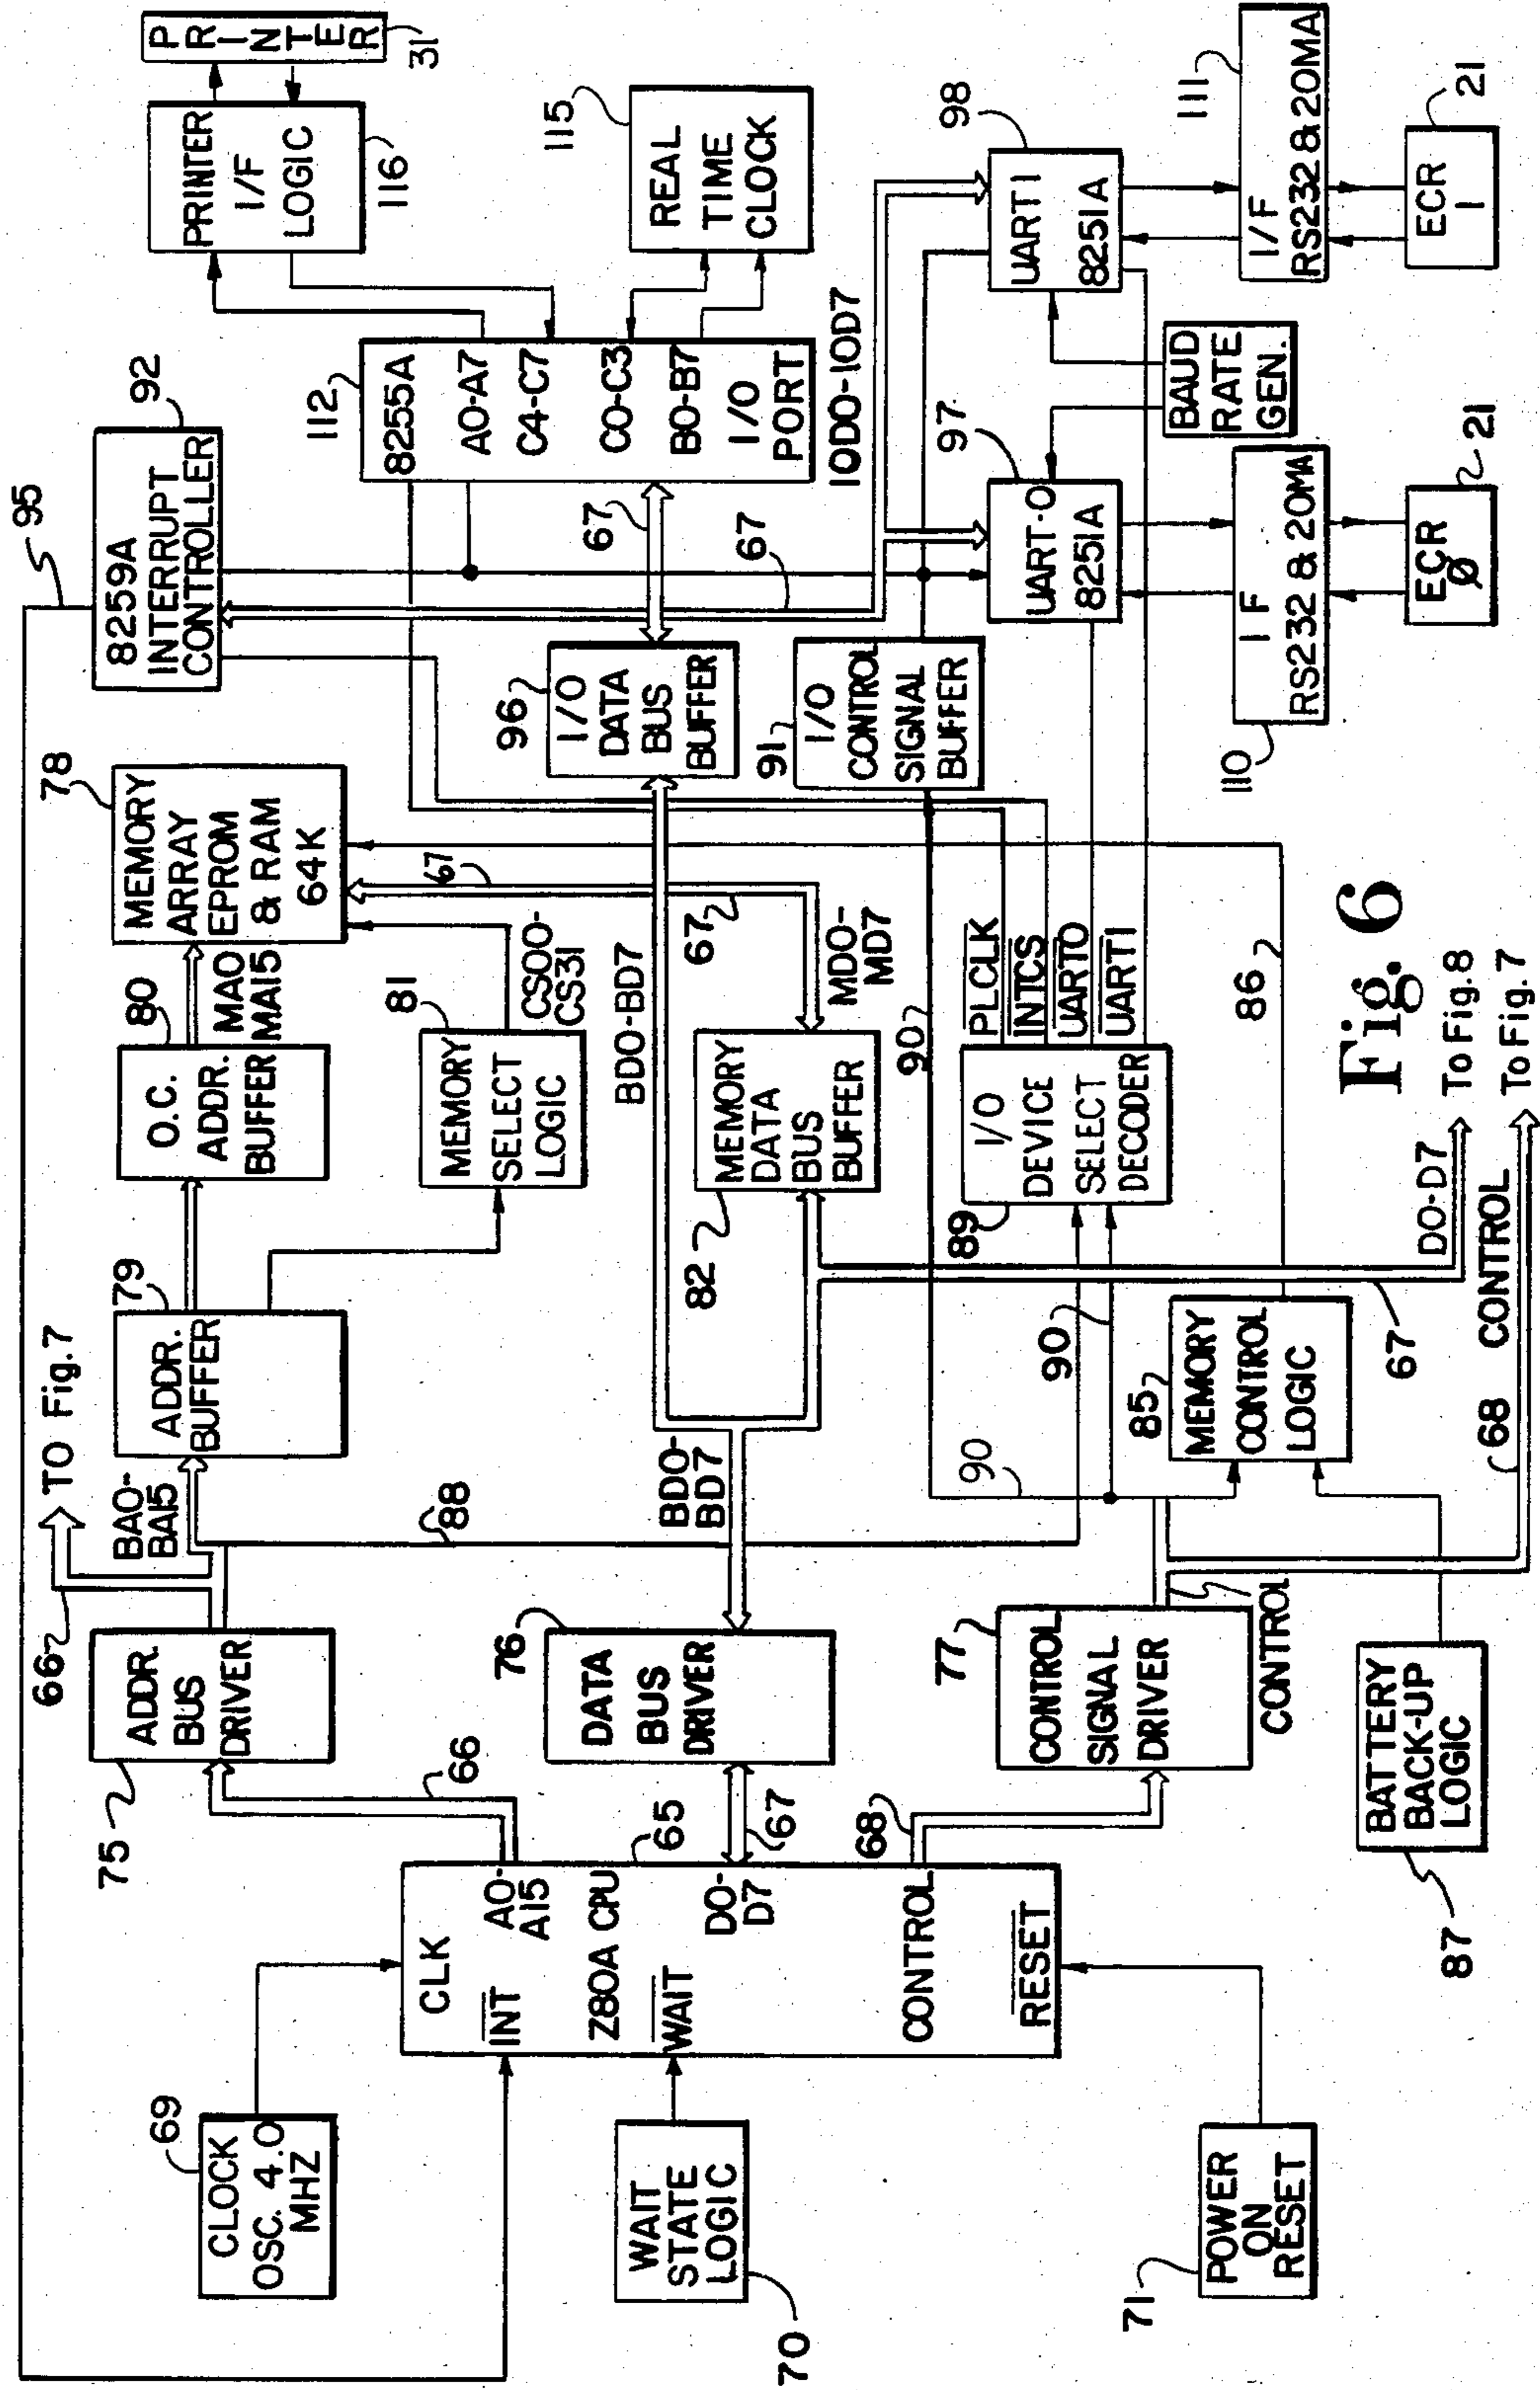 95
92
8259A
INTERRUPT
CONTROLLER
78
MEMORY
ARRAY
EPROM
& RAM
64K
PRINTER
31
PRINTER
I/F
LOGIC
116
115
REAL
TIME
CLOCK
112
8255A
A0-A7
C4-C7
C0-C3
B0-B7
I/O
PORT
TO Fig. 7
66
BA0-
BA15
79
ADDR.
BUFFER
80
O.C.
ADDR.
BUFFER
MA0
MA15
81
MEMORY
SELECT
LOGIC
CS00-
CS31
67
67
67
67
96
I/O
DATA
BUS
BUFFER
91
I/O
CONTROL
SIGNAL
BUFFER
IOD0-IOD7
98
UART1
8251A
97
UART-0
8251A
BAUD
RATE
GEN.
111
I/F
RS232 & 20MA
21
ECR
1
110
I F
RS232 & 20MA
21
ECR
Ø
75
ADDR.
BUS
DRIVER
88
BD0-BD7
BD0-
BD7
82
MEMORY
DATA
BUS
BUFFER
MD0-
MD7
76
DATA
BUS
DRIVER
90
90
90
89
I/O
DEVICE
SELECT
DECODER
PLCLK
INTCS
UART0
UART1
86
85
MEMORY
CONTROL
LOGIC
77
CONTROL
SIGNAL
DRIVER
CONTROL
67
D0-D7
To Fig. 8
68 CONTROL
To Fig. 7
BATTERY
BACK-UP
LOGIC
87
69
CLOCK
OSC. 4.0
MHZ
66
65
67
68
CLK
INT
A0-
A15
Z80A CPU
WAIT
D0-
D7
CONTROL
RESET
WAIT
STATE
LOGIC
70
71
POWER
ON
RESET
Fig. 6